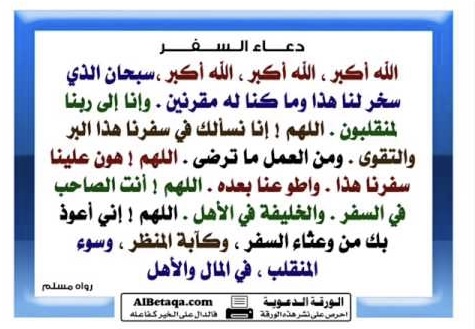 دعاء السفر
الله أكبر ، الله أكبر ، الله أكبر ،سبحان الذي
سخر لنا هذا وما كنا له مقرنين . وإنا إلى ربنا
لمنقلبون . اللهم ! إنا نسألك في سفرنا هذا البر
والتقوى . ومن العمل ما ترضى . اللهم ! هون علينا
سفرنا هذا . واطو عنا بعده . اللهم ! أنت الصاحب
في السفر . والخليفة في الأهل . اللهم ! إني أعوذ
بك من وعثاء السفر ، وكآبة المنظر ، وسوء
المنقلب ، في المال والأهل
رواه مسلم
الورقة الدعوية
احرص على نشر هذه الورقة
AlBetaqa.com
فالدال على الخير كفاعله